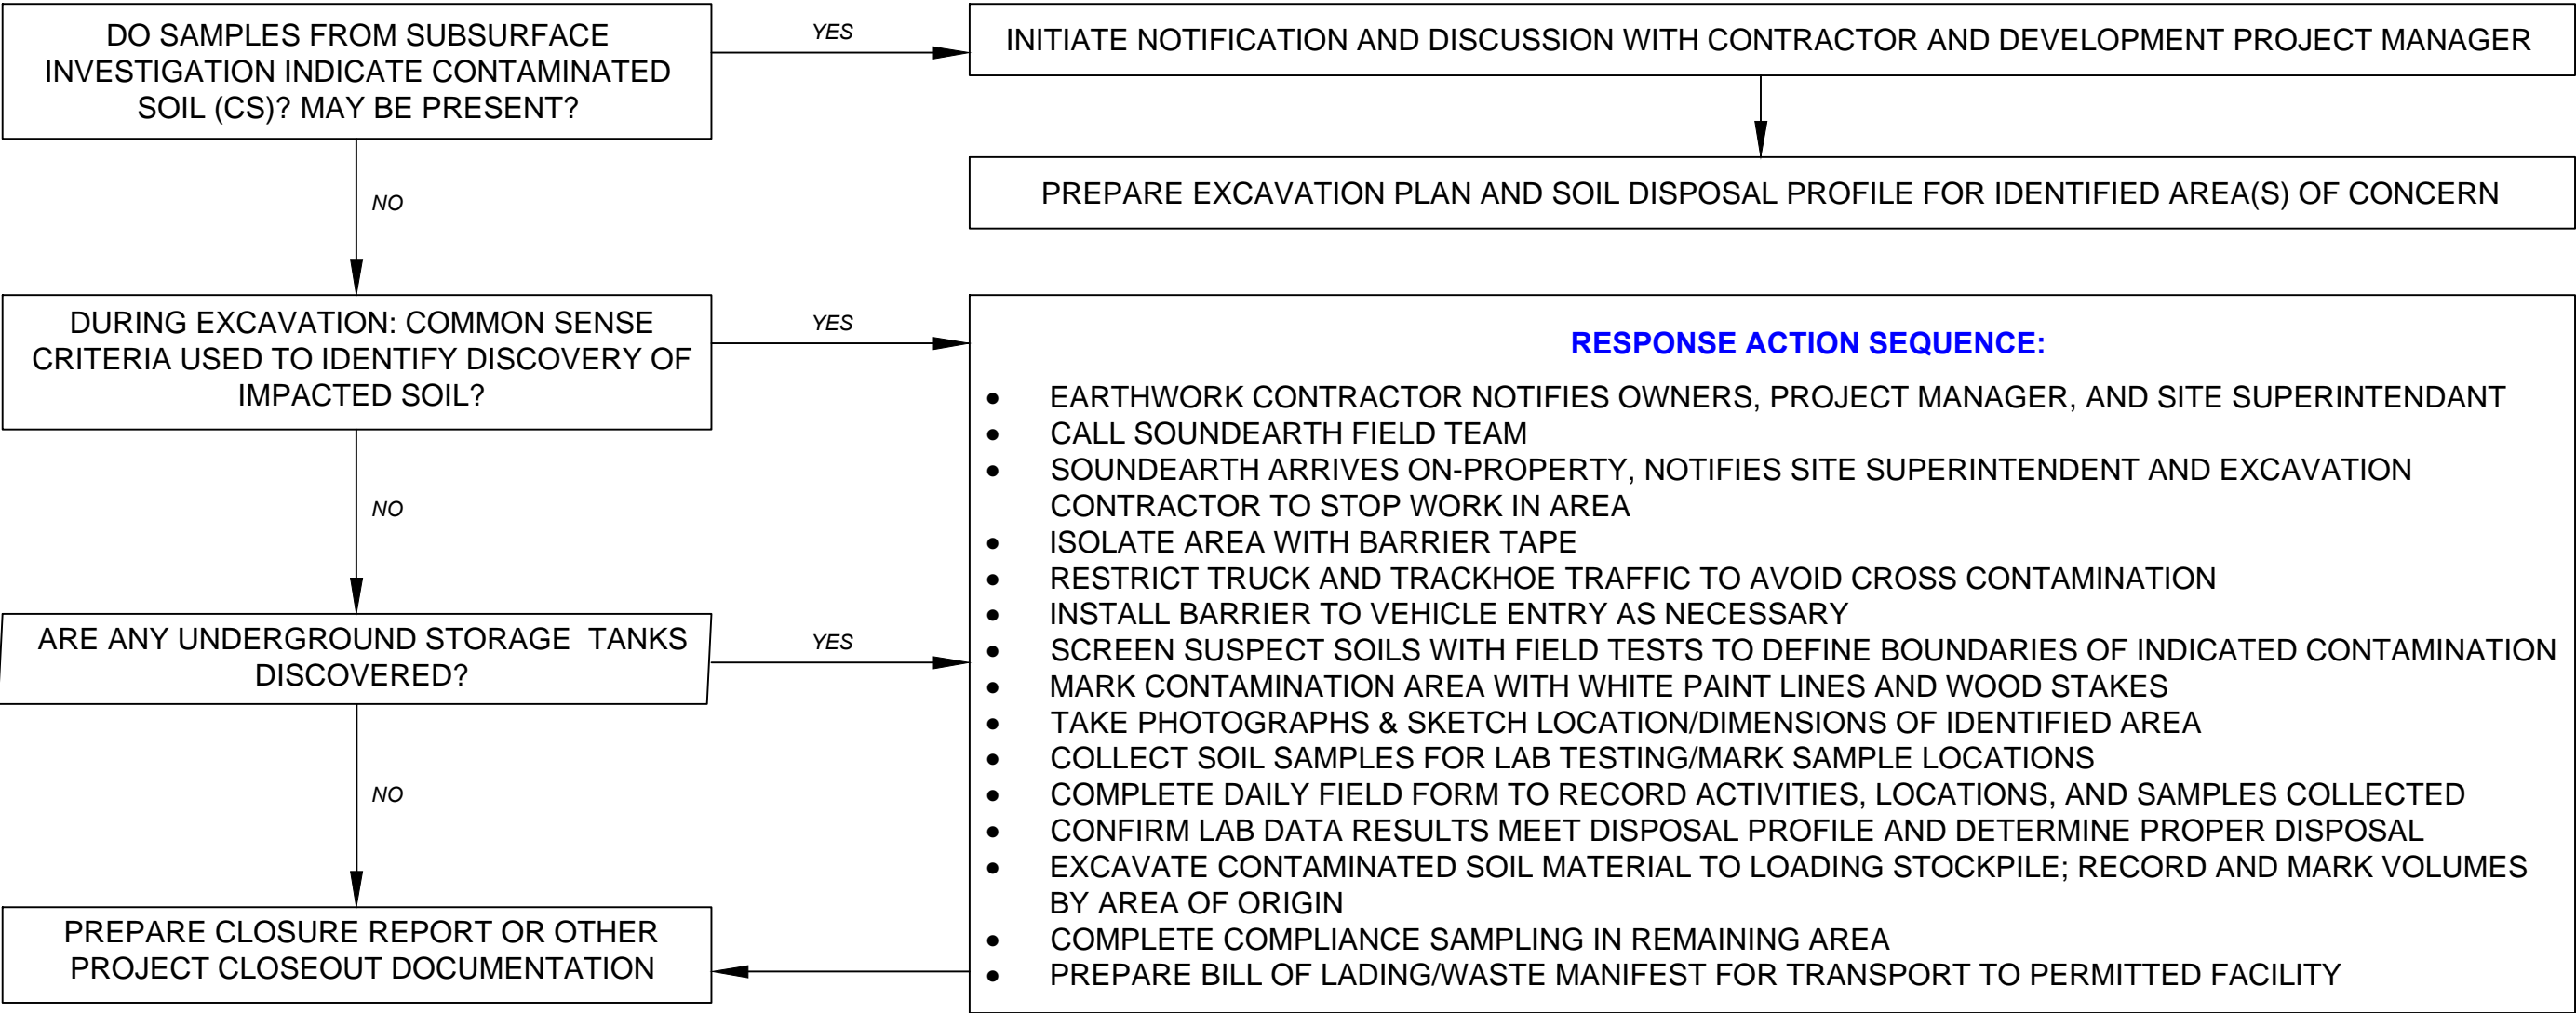 DO SAMPLES FROM SUBSURFACE
INVESTIGATION INDICATE CONTAMINATED
SOIL (CS)? MAY BE PRESENT?
YES
INITIATE NOTIFICATION AND DISCUSSION WITH CONTRACTOR AND DEVELOPMENT PROJECT MANAGER
PREPARE EXCAVATION PLAN AND SOIL DISPOSAL PROFILE FOR IDENTIFIED AREA(S) OF CONCERN
NO
DURING EXCAVATION: COMMON SENSE
CRITERIA USED TO IDENTIFY DISCOVERY OF
IMPACTED SOIL?
YES
NO
ARE ANY UNDERGROUND STORAGE  TANKS
DISCOVERED?
YES
NO
PREPARE CLOSURE REPORT OR OTHER
PROJECT CLOSEOUT DOCUMENTATION
RESPONSE ACTION SEQUENCE:
• EARTHWORK CONTRACTOR NOTIFIES OWNERS, PROJECT MANAGER, AND SITE SUPERINTENDANT
• CALL SOUNDEARTH FIELD TEAM
• SOUNDEARTH ARRIVES ON-PROPERTY, NOTIFIES SITE SUPERINTENDENT AND EXCAVATION
CONTRACTOR TO STOP WORK IN AREA
• ISOLATE AREA WITH BARRIER TAPE
• RESTRICT TRUCK AND TRACKHOE TRAFFIC TO AVOID CROSS CONTAMINATION
• INSTALL BARRIER TO VEHICLE ENTRY AS NECESSARY
• SCREEN SUSPECT SOILS WITH FIELD TESTS TO DEFINE BOUNDARIES OF INDICATED CONTAMINATION
• MARK CONTAMINATION AREA WITH WHITE PAINT LINES AND WOOD STAKES
• TAKE PHOTOGRAPHS & SKETCH LOCATION/DIMENSIONS OF IDENTIFIED AREA
• COLLECT SOIL SAMPLES FOR LAB TESTING/MARK SAMPLE LOCATIONS
• COMPLETE DAILY FIELD FORM TO RECORD ACTIVITIES, LOCATIONS, AND SAMPLES COLLECTED
• CONFIRM LAB DATA RESULTS MEET DISPOSAL PROFILE AND DETERMINE PROPER DISPOSAL
• EXCAVATE CONTAMINATED SOIL MATERIAL TO LOADING STOCKPILE; RECORD AND MARK VOLUMES
BY AREA OF ORIGIN
• COMPLETE COMPLIANCE SAMPLING IN REMAINING AREA
• PREPARE BILL OF LADING/WASTE MANIFEST FOR TRANSPORT TO PERMITTED FACILITY